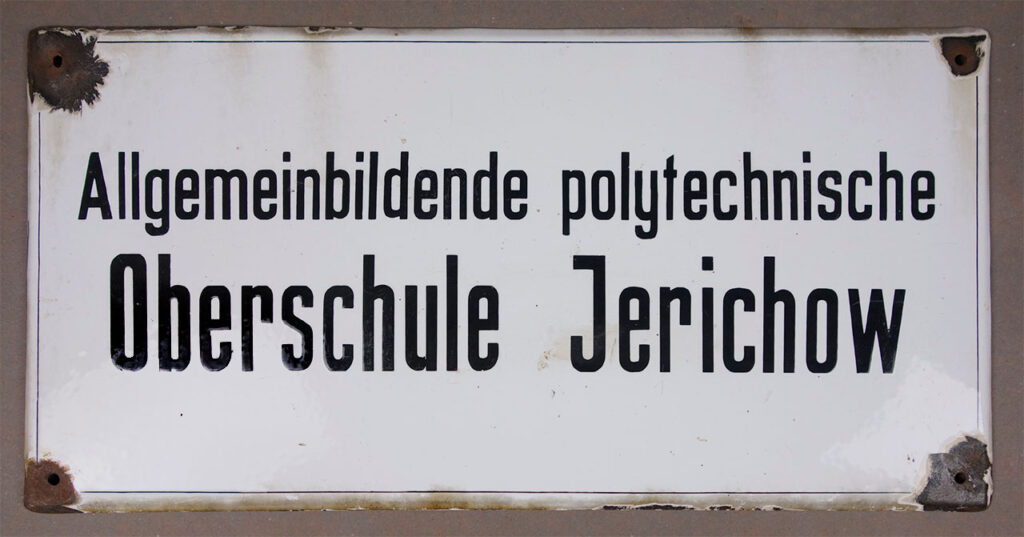 Allgemeinbildende polytechnische
Oberschule Jerichow